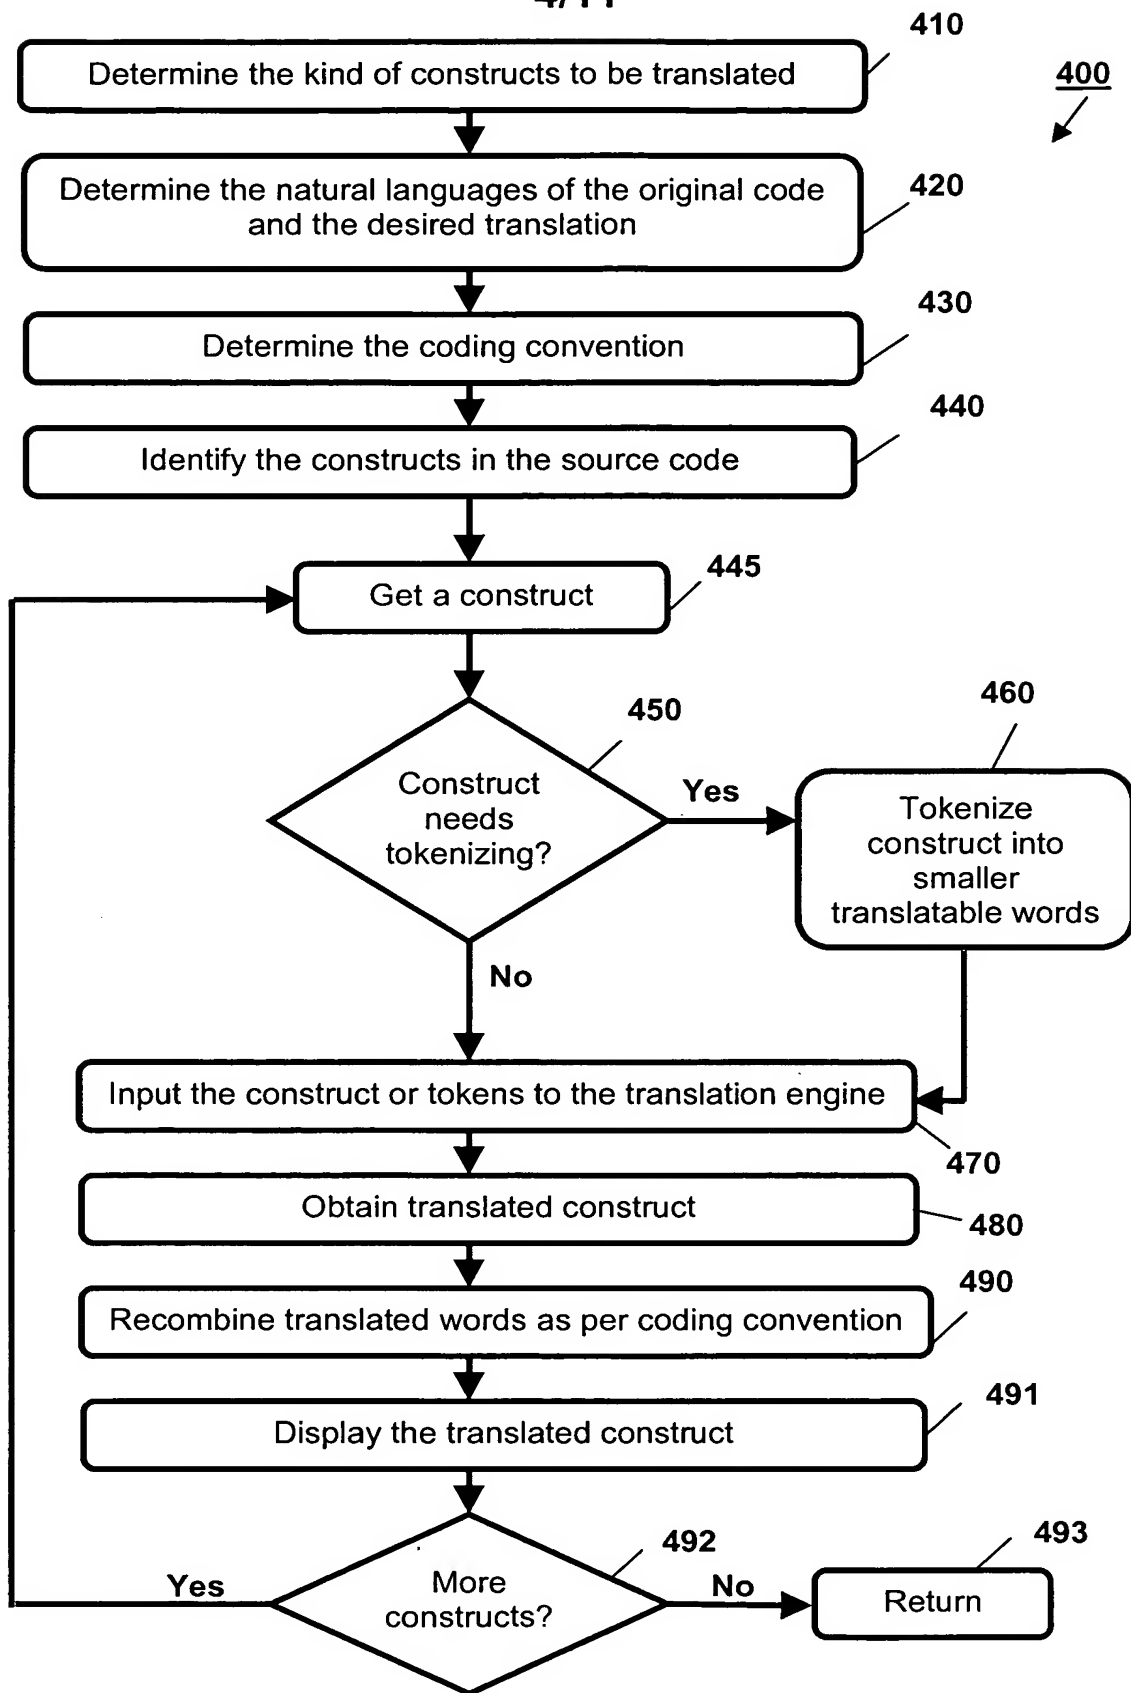 410
Determine the kind of constructs to be translated
400
Determine the natural languages of the original code
and the desired translation
420
430
Determine the coding convention
440
Identify the constructs in the source code
445
Get a construct
450
460
Construct
needs
tokenizing?
Yes
Tokenize
construct into
smaller
translatable words
No
Input the construct or tokens to the translation engine
470
Obtain translated construct
480
490
Recombine translated words as per coding convention
491
Display the translated construct
492
493
Yes
More
constructs?
No
Return